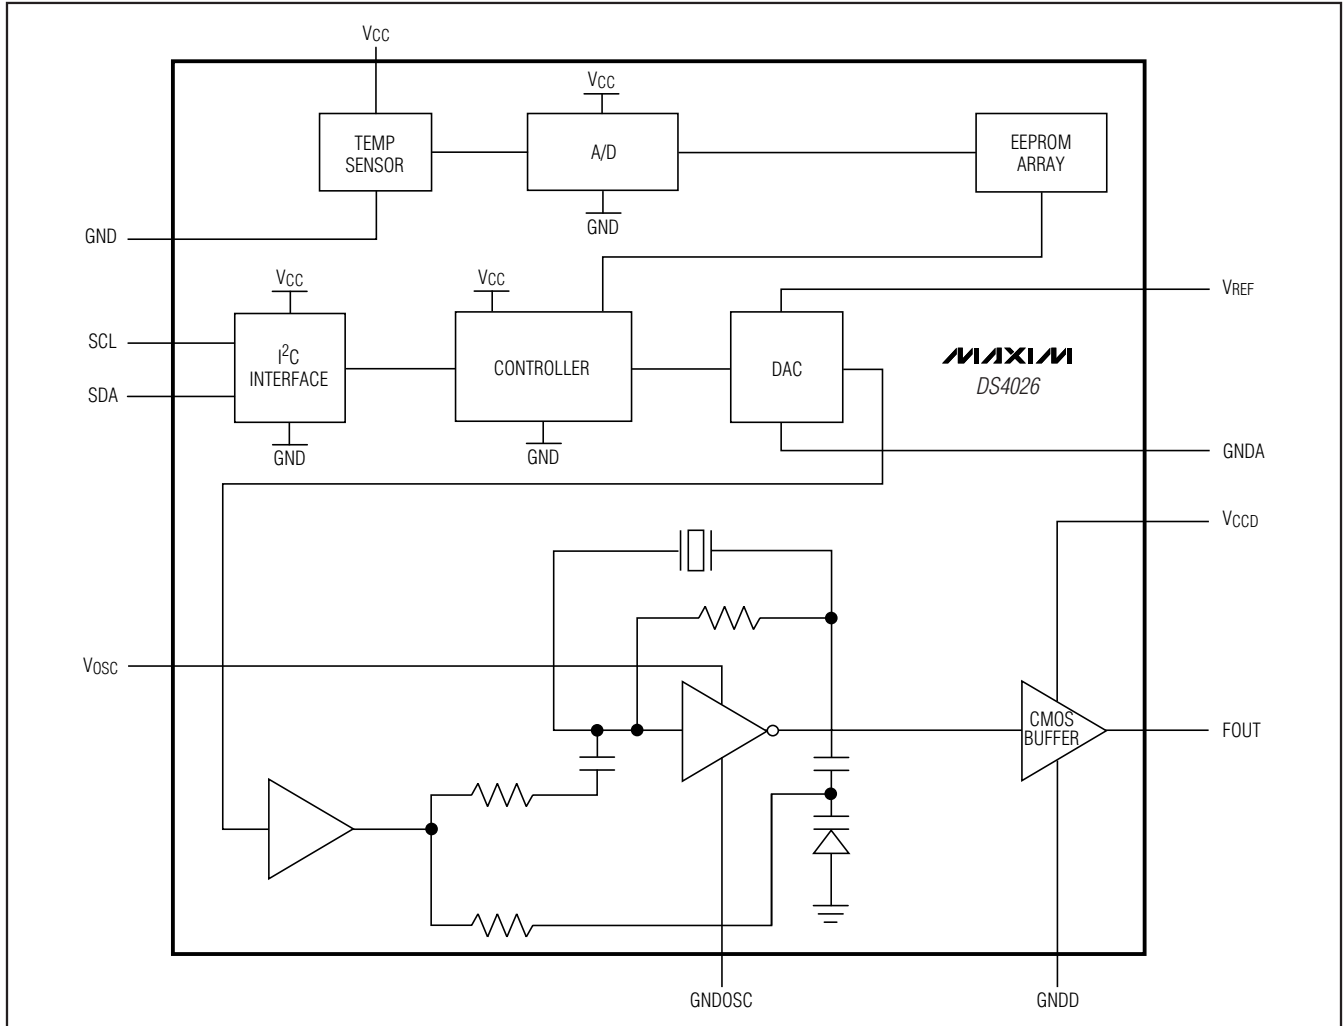 VCC
VCC
TEMP
SENSOR
A/D
EEPROM
ARRAY
GND
GND
VCC
VCC
VREF
SCL
I2C
INTERFACE
CONTROLLER
DAC
MAXIM
DS4026
SDA
GND
GND
GNDA
VCCD
VOSC
CMOS
BUFFER
FOUT
GNDOSC
GNDD